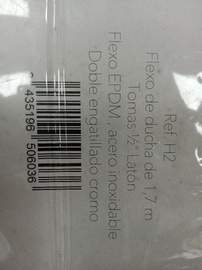 Ref. H2
Flexo de ducha de 1,7 m
Tomas ½" Latón
Flexo EPDM, acero inoxidable
Doble engatillado cromo
8 435196 506036